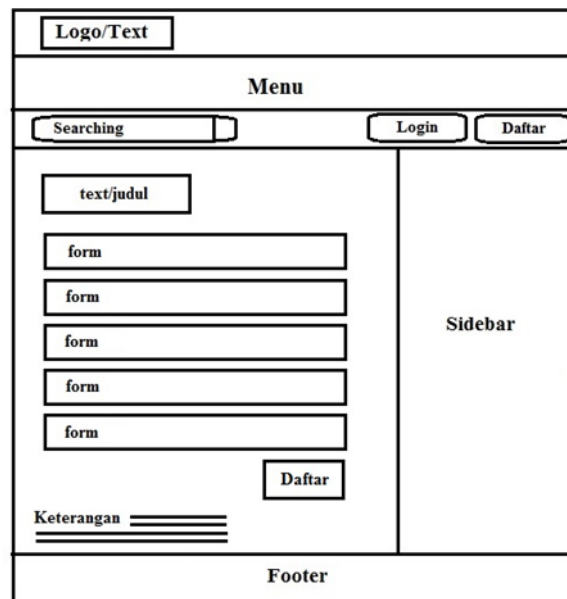 Logo/Text
Menu
Searching
Login
Daftar
text/judul
form
form
form
form
form
Sidebar
Daftar
Keterangan
Footer